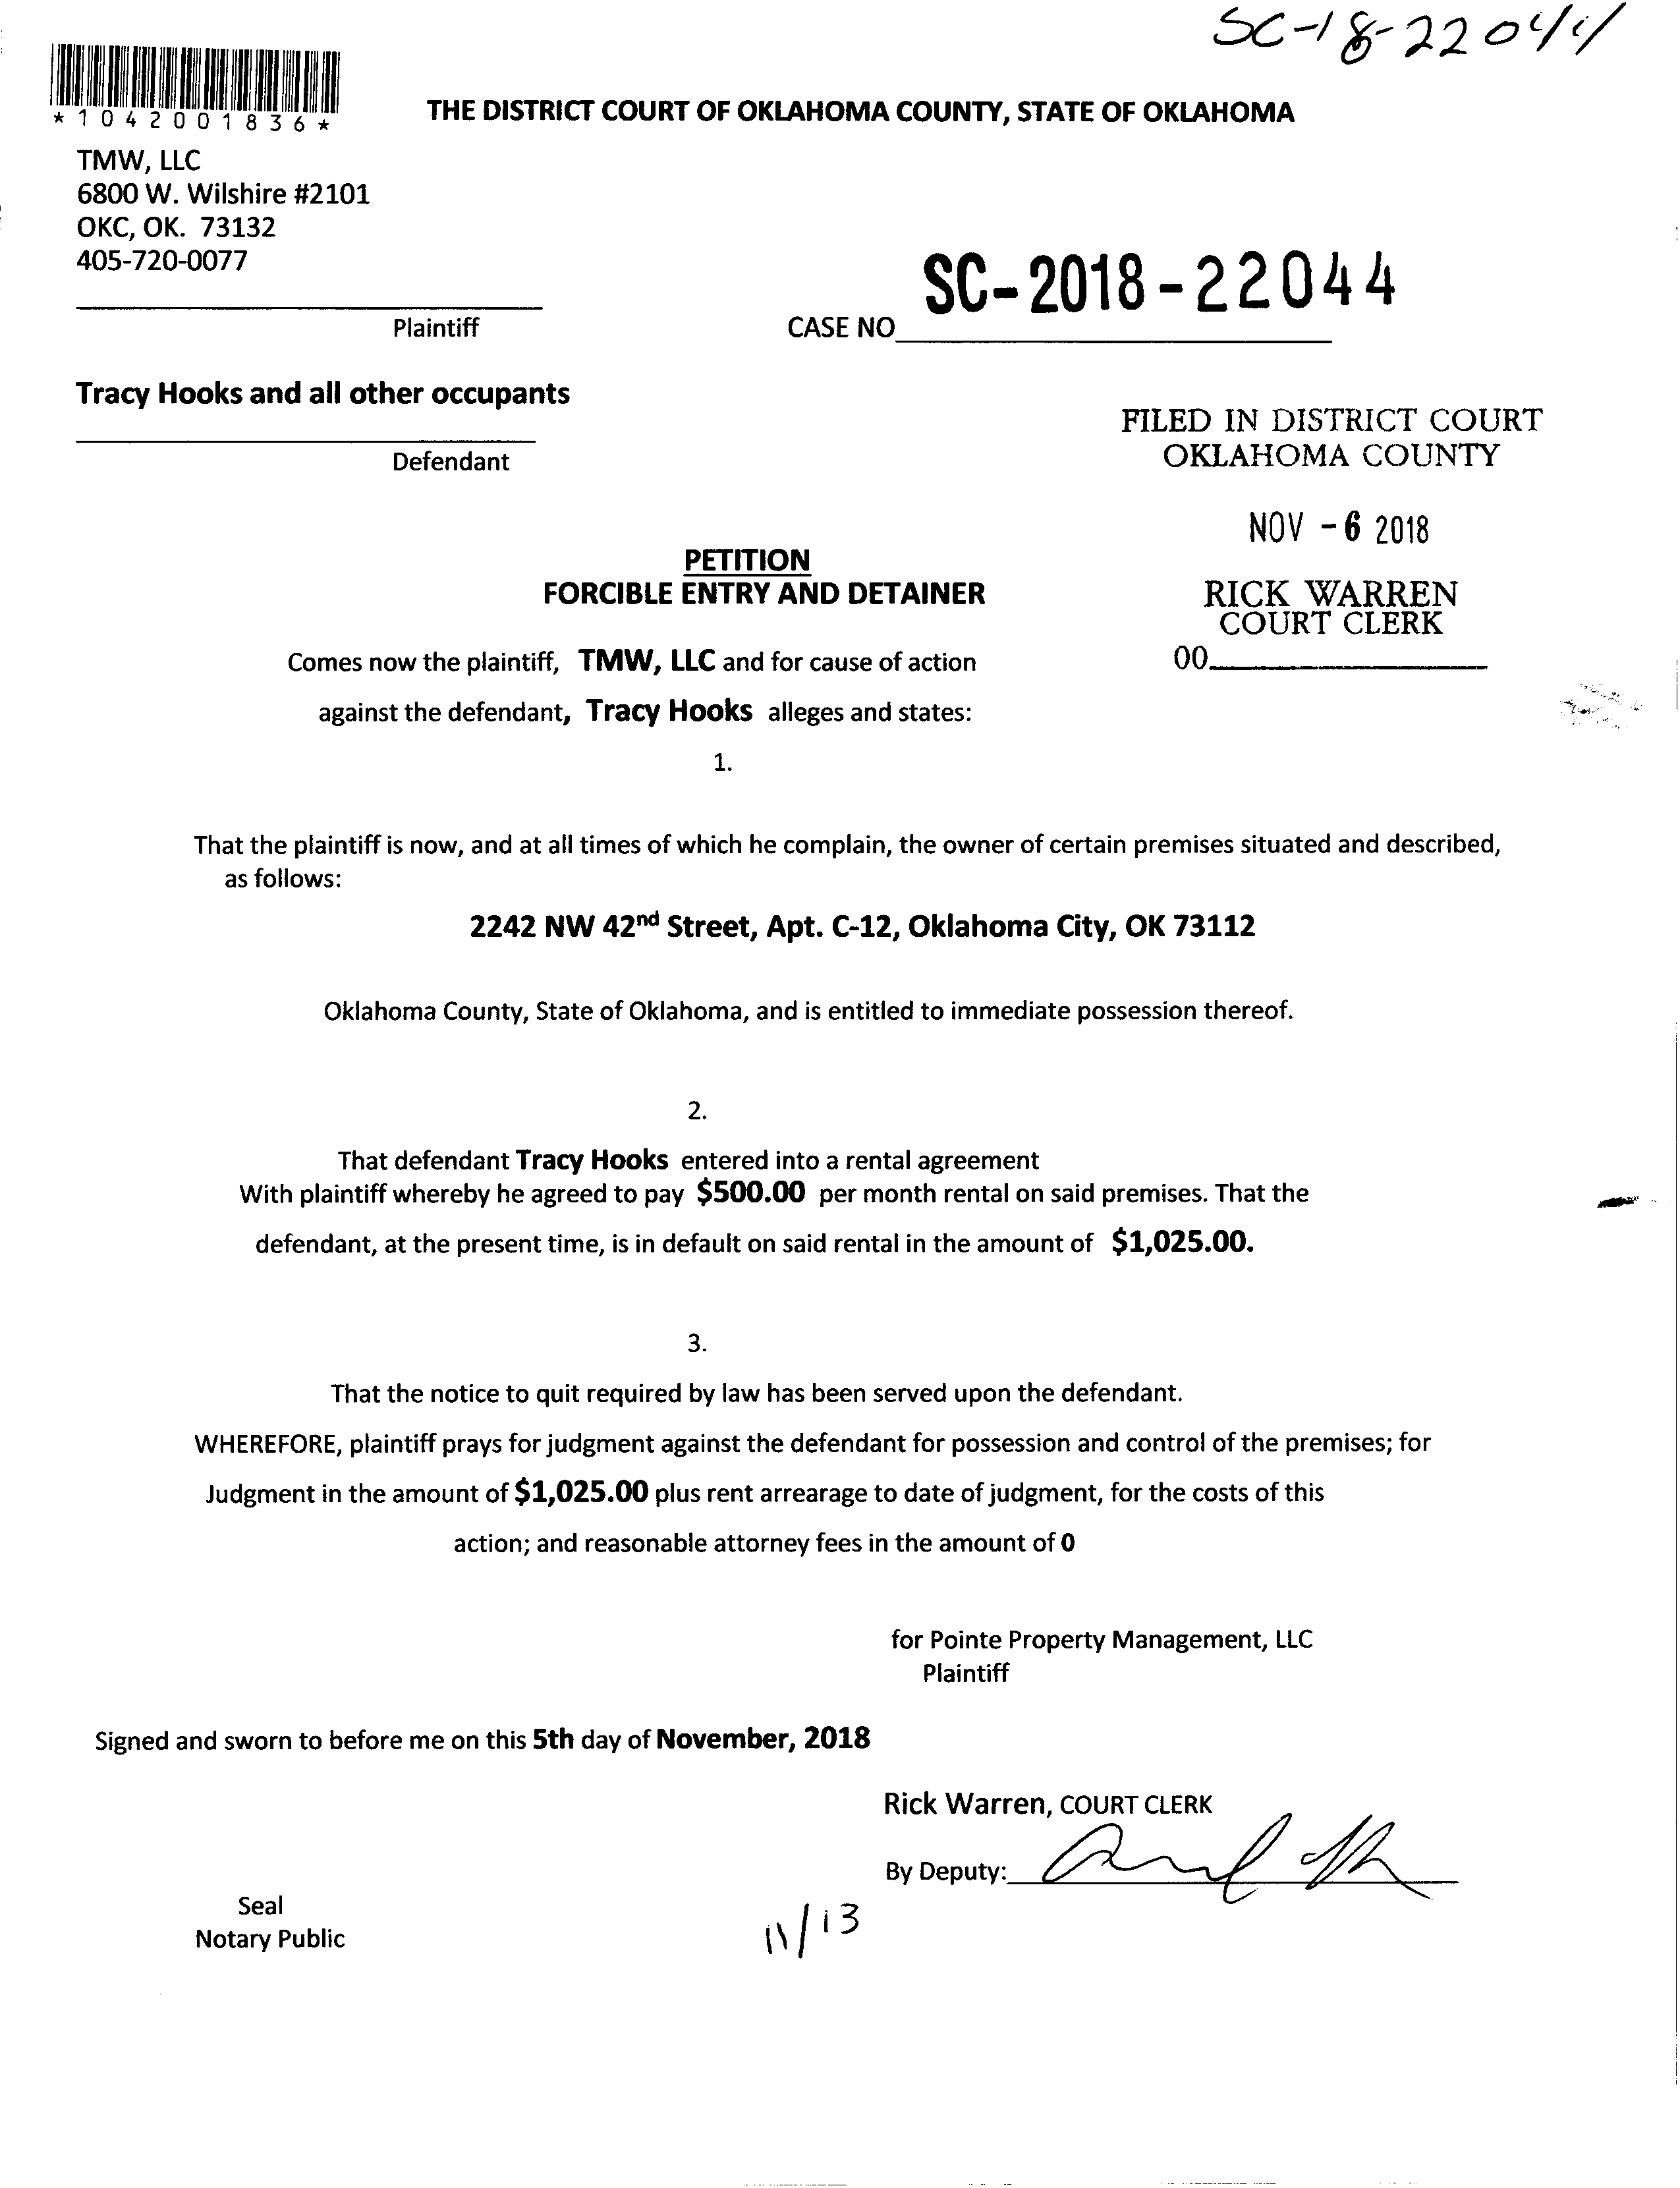 SC-18-22044
*1042001836*
THE DISTRICT COURT OF OKLAHOMA COUNTY, STATE OF OKLAHOMA
TMW, LLC
6800 W. Wilshire #2101
OKC, OK. 73132
405-720-0077
Plaintiff
CASE NO SC-2018-22044
Tracy Hooks and all other occupants
Defendant
FILED IN DISTRICT COURT
OKLAHOMA COUNTY
NOV -6 2018
RICK WARREN
COURT CLERK
00
PETITION
FORCIBLE ENTRY AND DETAINER
Comes now the plaintiff, TMW, LLC and for cause of action
against the defendant, Tracy Hooks alleges and states:
1.
That the plaintiff is now, and at all times of which he complain, the owner of certain premises situated and described,
as follows:
2242 NW 42nd Street, Apt. C-12, Oklahoma City, OK 73112
Oklahoma County, State of Oklahoma, and is entitled to immediate possession thereof.
2.
That defendant Tracy Hooks entered into a rental agreement
With plaintiff whereby he agreed to pay $500.00 per month rental on said premises. That the
defendant, at the present time, is in default on said rental in the amount of $1,025.00.
3.
That the notice to quit required by law has been served upon the defendant.
WHEREFORE, plaintiff prays for judgment against the defendant for possession and control of the premises; for
Judgment in the amount of $1,025.00 plus rent arrearage to date of judgment, for the costs of this
action; and reasonable attorney fees in the amount of 0
for Pointe Property Management, LLC
Plaintiff
Signed and sworn to before me on this 5th day of November, 2018
Rick Warren, COURT CLERK
By Deputy:
Seal
Notary Public
11/13